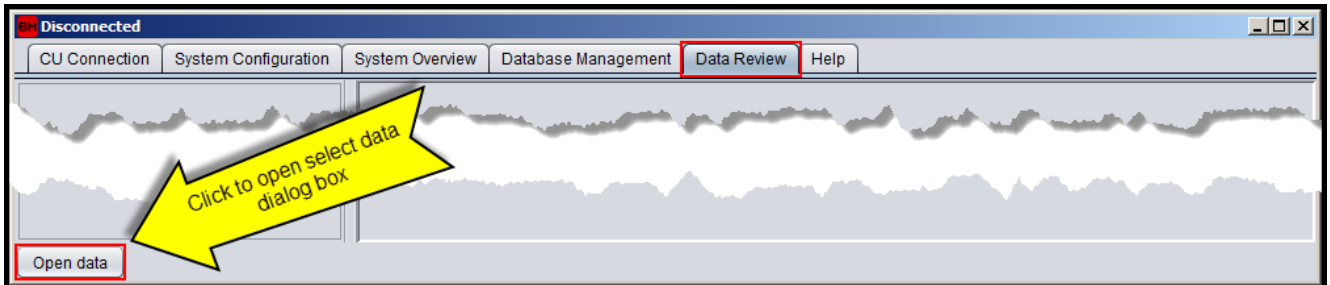 BM Disconnected
CU Connection System Configuration System Overview Database Management Data Review Help
Click to open select data
dialog box
Open data